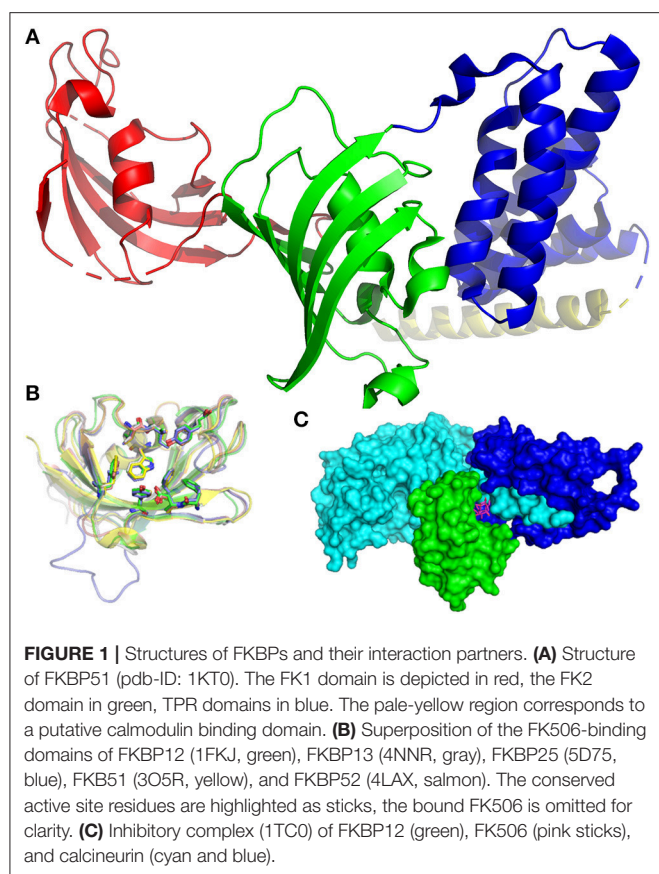 A
B
C
FIGURE 1 | Structures of FKBPs and their interaction partners. (A) Structure
of FKBP51 (pdb-ID: 1KT0). The FK1 domain is depicted in red, the FK2
domain in green, TPR domains in blue. The pale-yellow region corresponds to
a putative calmodulin binding domain. (B) Superposition of the FK506-binding
domains of FKBP12 (1FKJ, green), FKBP13 (4NNR, gray), FKBP25 (5D75,
blue), FKB51 (3O5R, yellow), and FKBP52 (4LAX, salmon). The conserved
active site residues are highlighted as sticks, the bound FK506 is omitted for
clarity. (C) Inhibitory complex (1TC0) of FKBP12 (green), FK506 (pink sticks),
and calcineurin (cyan and blue).